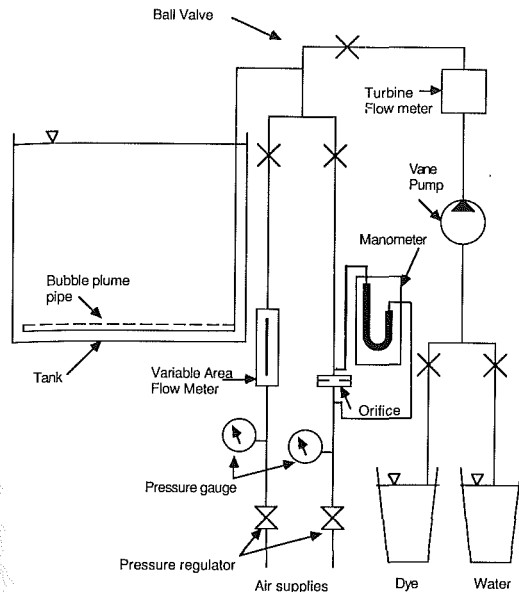 Ball Valve
Turbine
Flow meter
Vane
Pump
Manometer
Bubble plume
pipe
Tank
Variable Area
Flow Meter
Orifice
Pressure gauge
Pressure regulator
Air supplies
Dye
Water